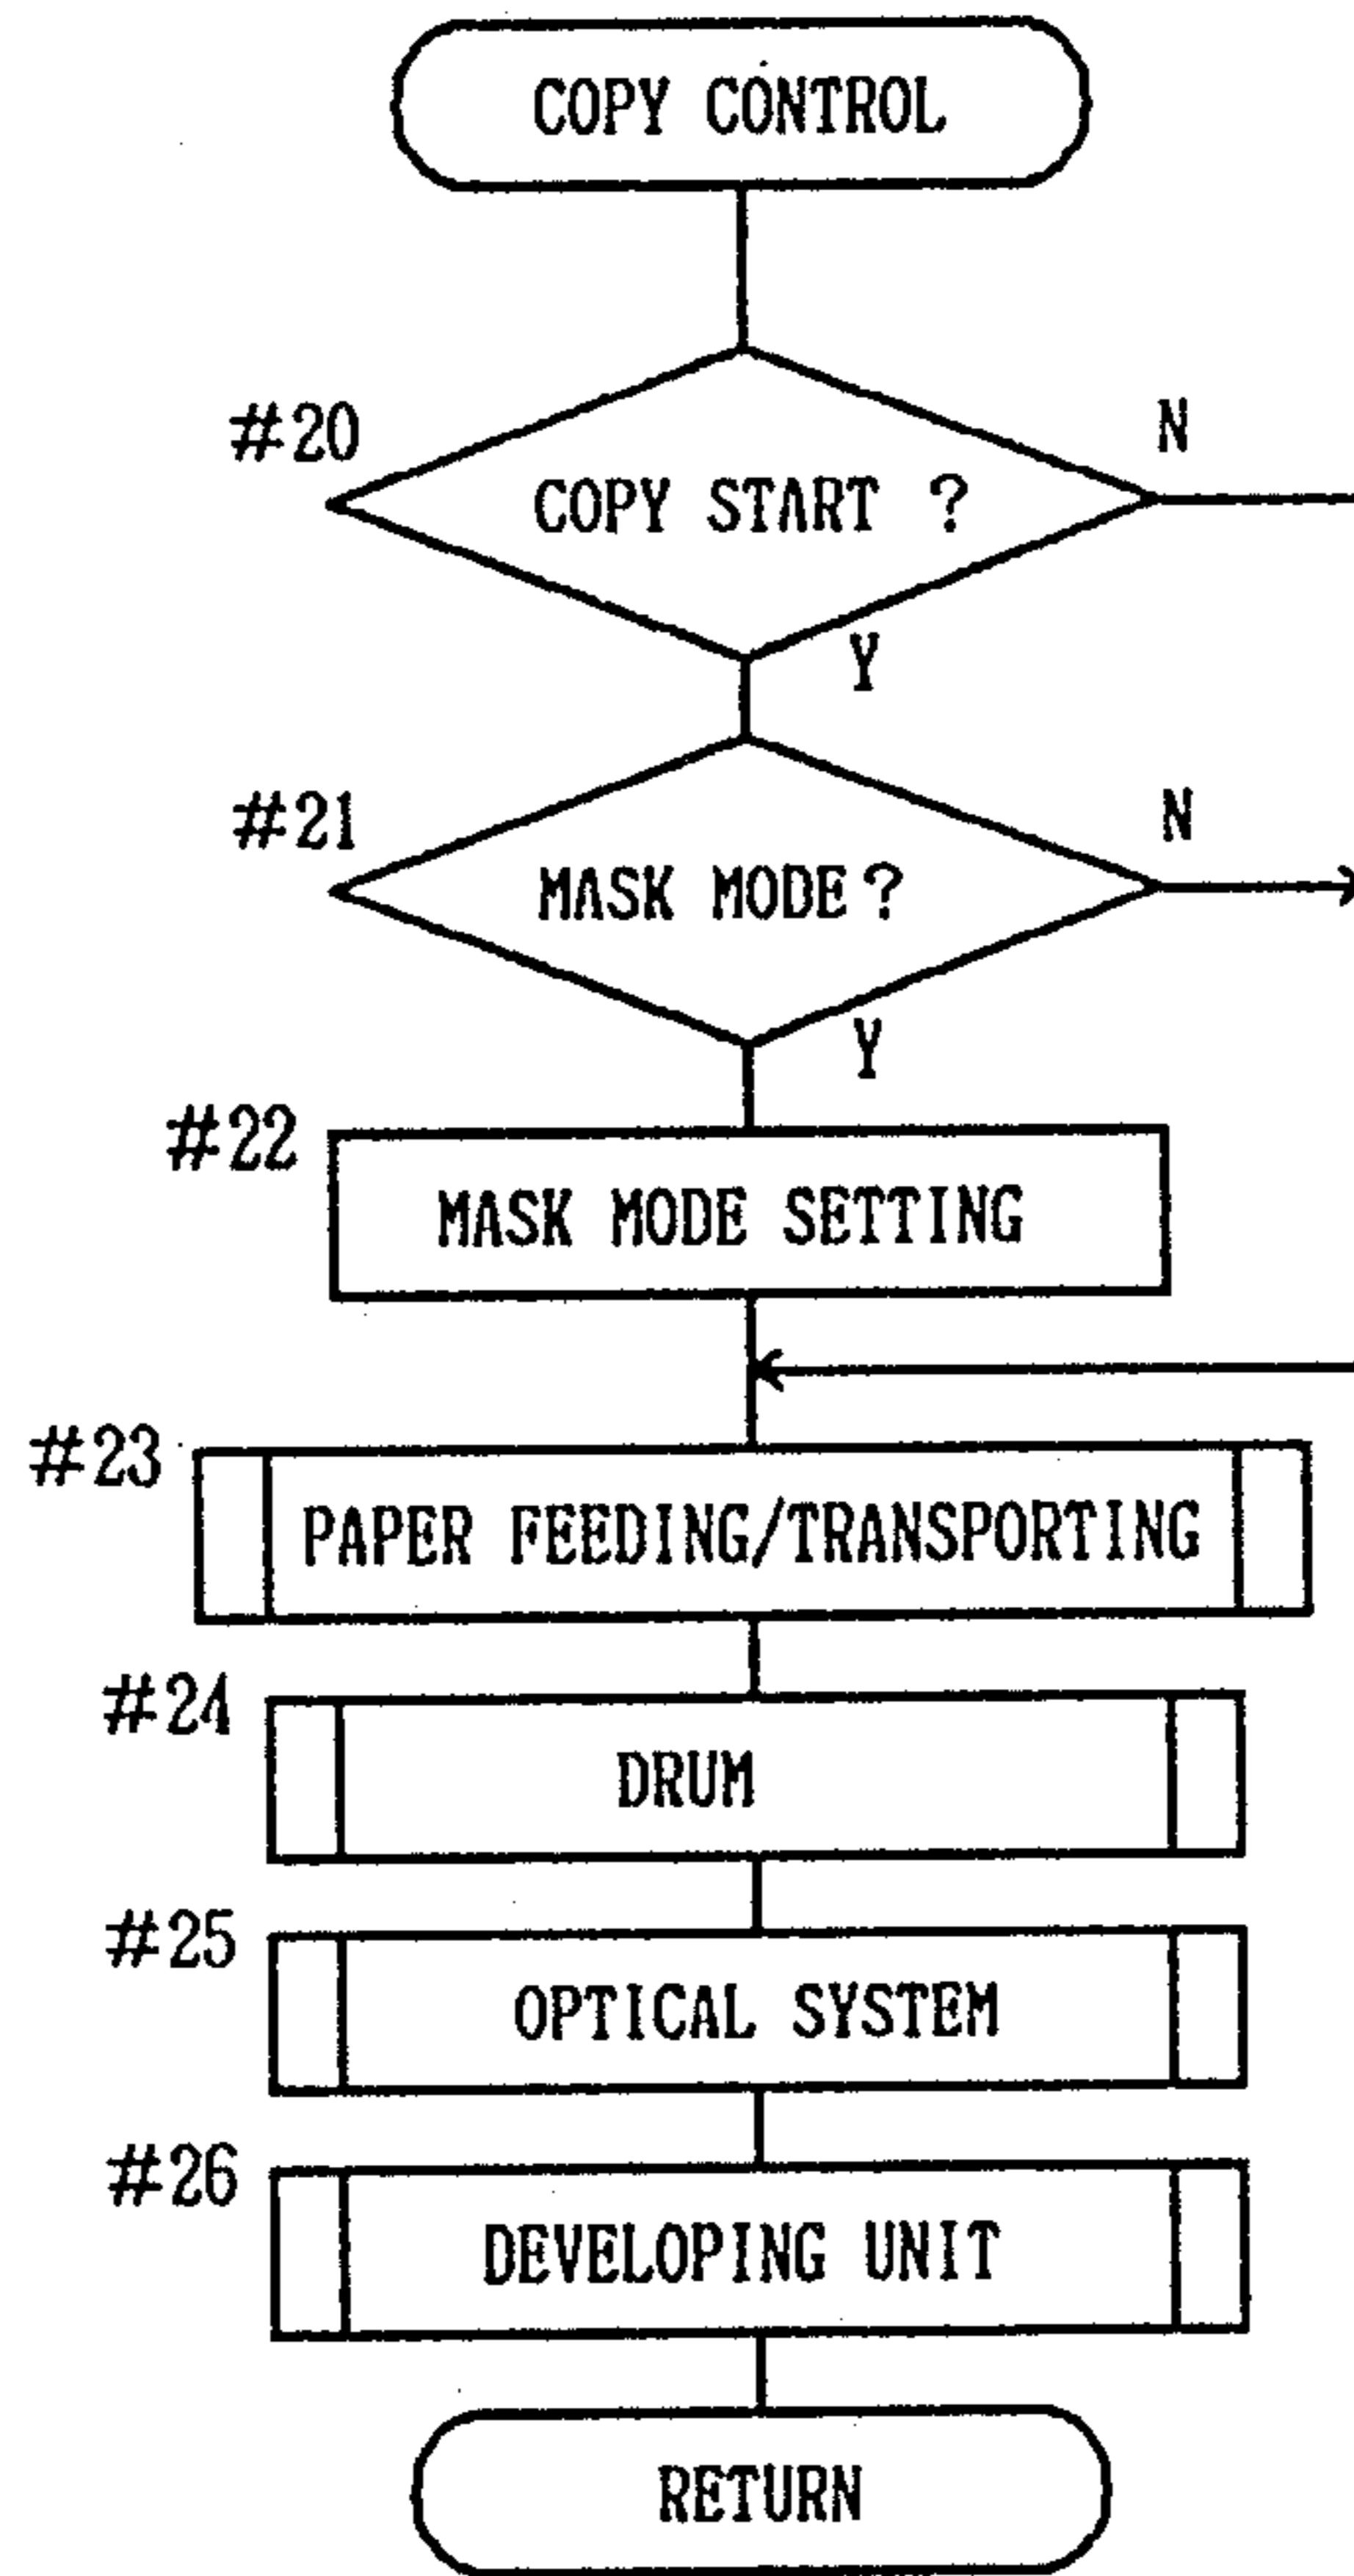 COPY CONTROL
#20
N
COPY START ?
Y
#21
N
MASK MODE?
Y
#22
MASK MODE SETTING
#23
PAPER FEEDING/TRANSPORTING
#24
DRUM
#25
OPTICAL SYSTEM
#26
DEVELOPING UNIT
RETURN